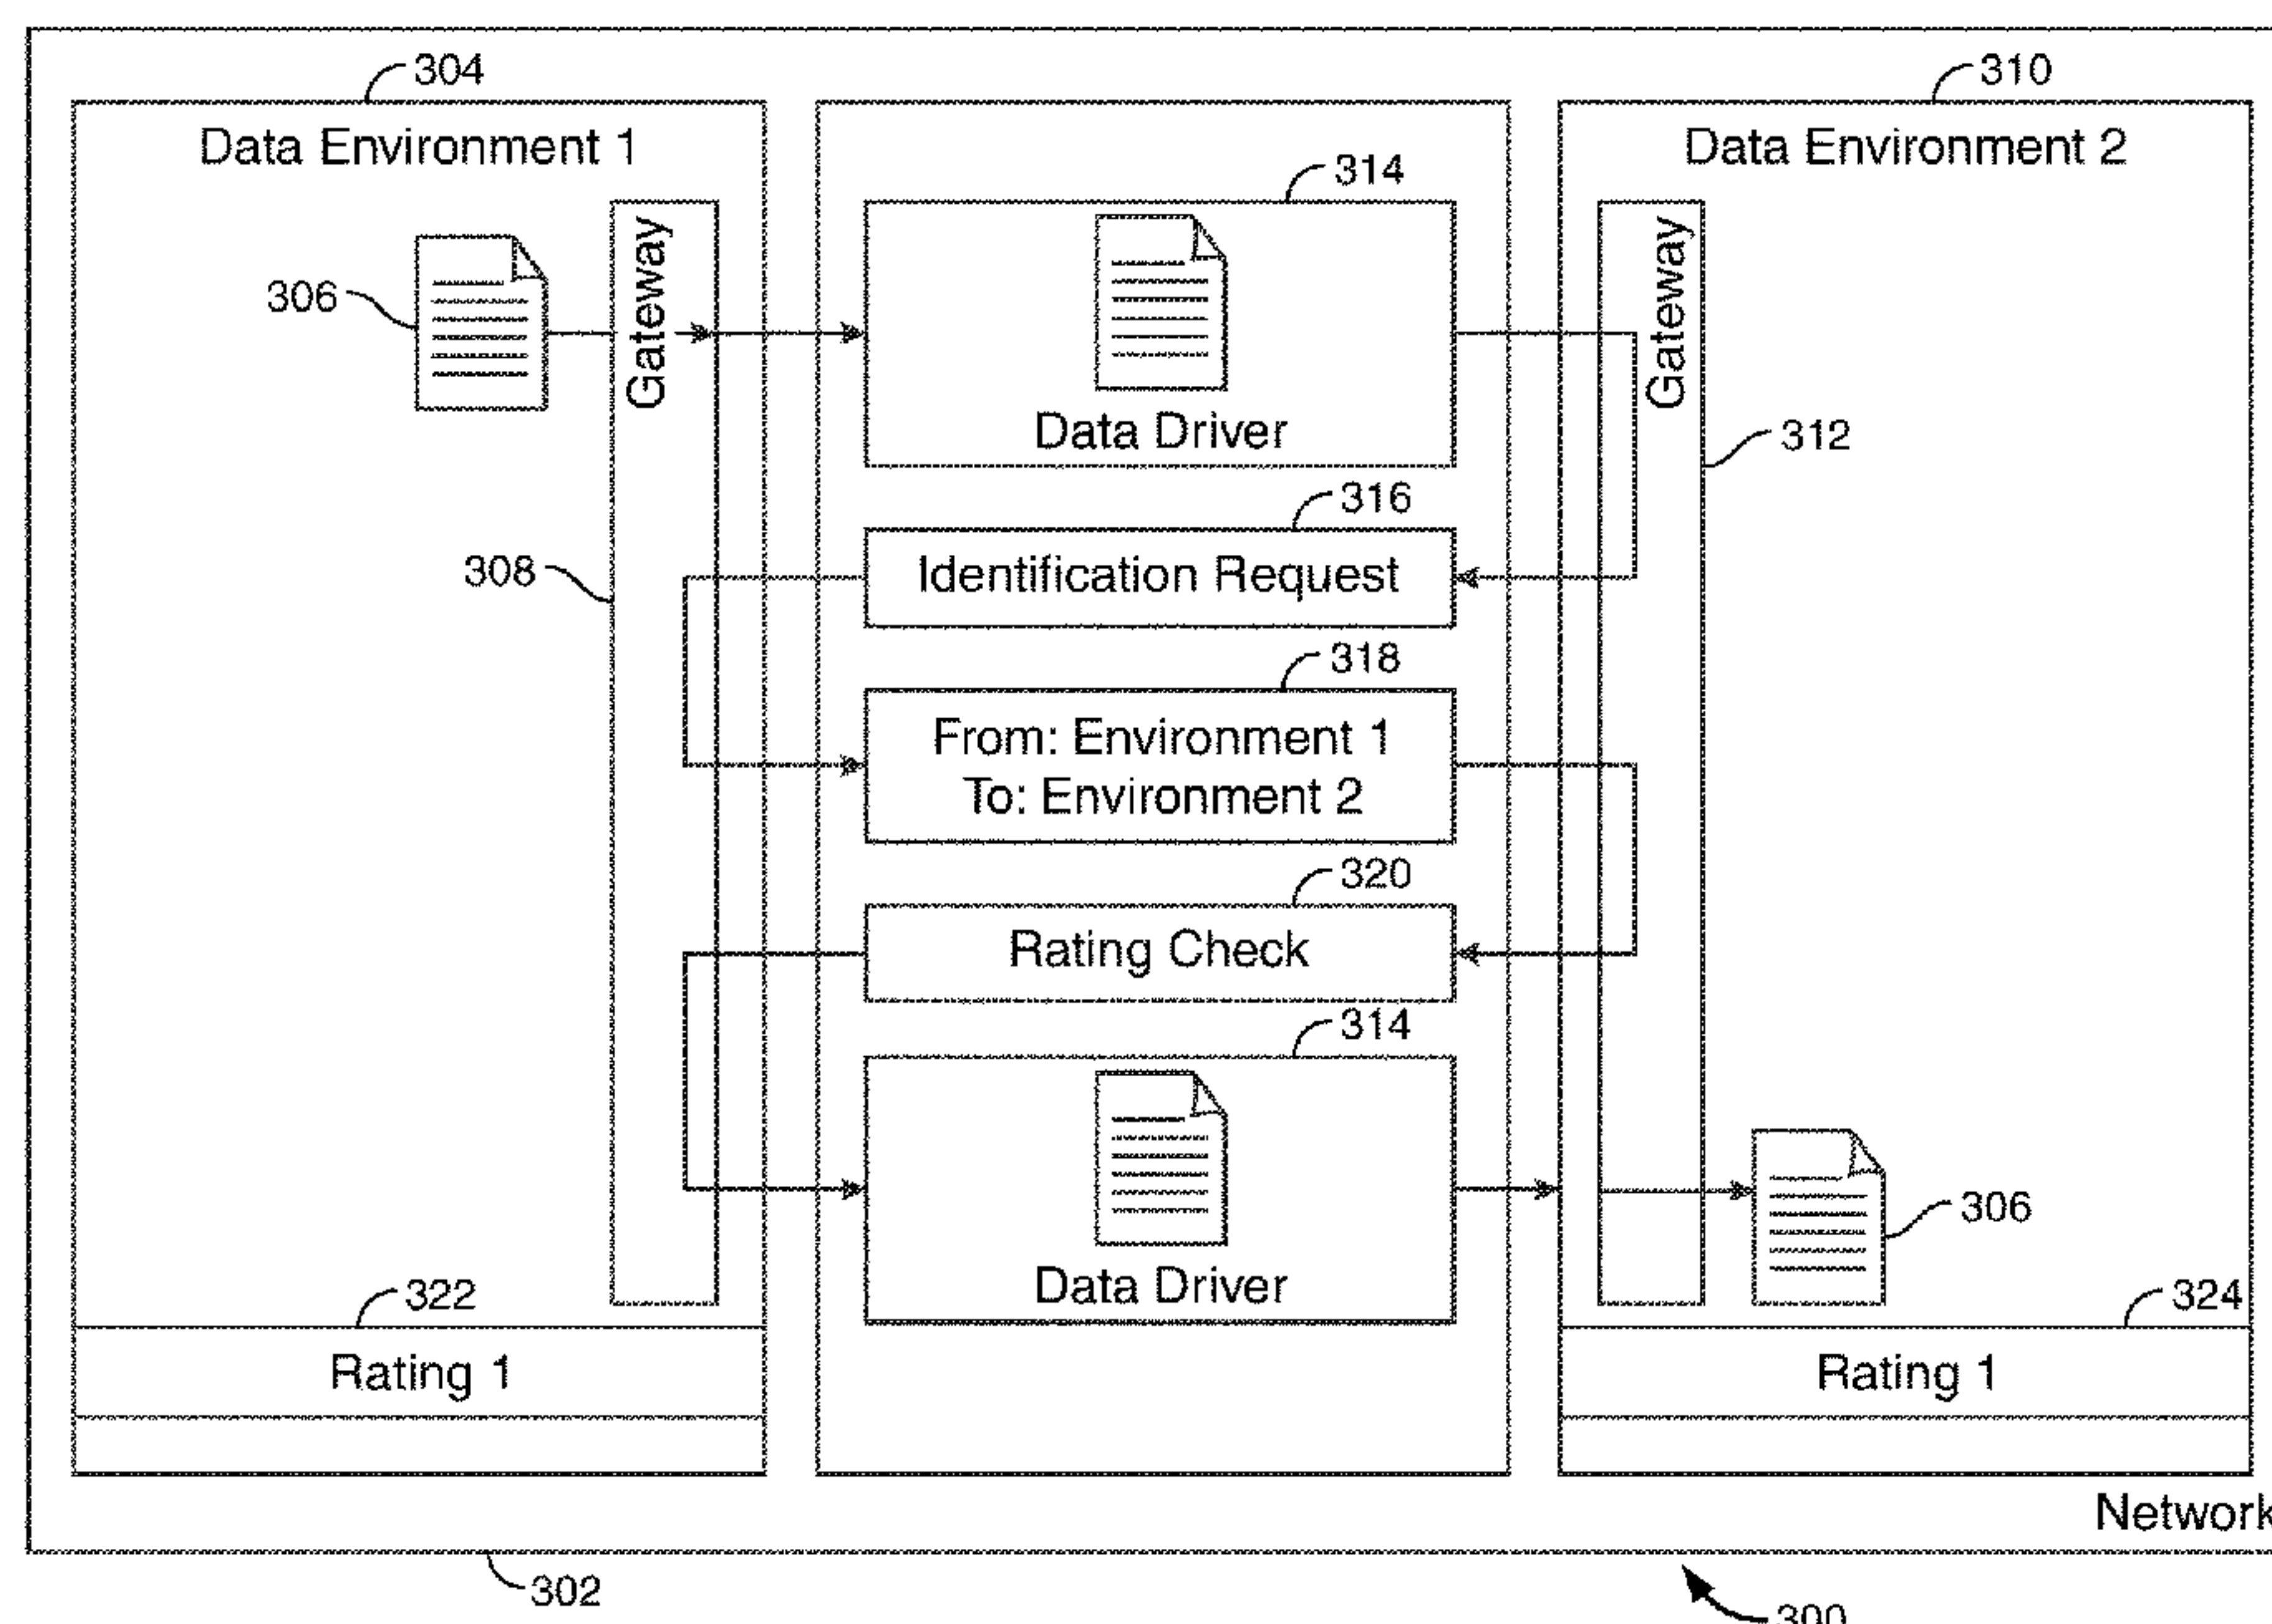 304
310
Data Environment 1
Data Environment 2
314
306
Gateway
Gateway
Data Driver
312
316
308
Identification Request
318
From: Environment 1
To: Environment 2
320
Rating Check
314
306
Data Driver
322
324
Rating 1
Rating 1
Network
302
300